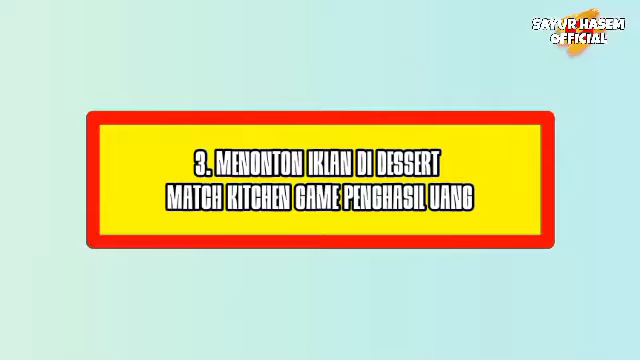 SAYUR HASEM
OFFICIAL
3. MENONTON IKLAN DI DESSERT
MATCH KITCHEN GAME PENGHASIL UANG